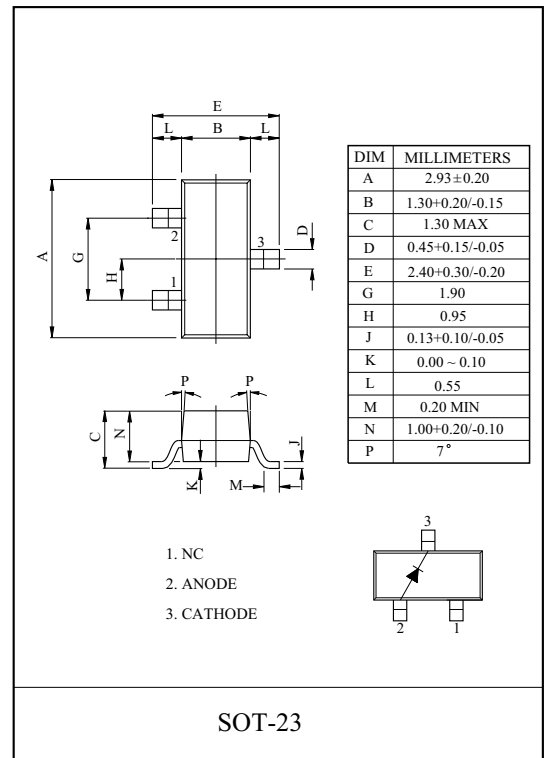 E
L B L
A
G
H
D
2
1
3
DIM MILLIMETERS
A 2.93±0.20
B 1.30+0.20/-0.15
C 1.30 MAX
D 0.45+0.15/-0.05
E 2.40+0.30/-0.20
G 1.90
H 0.95
J 0.13+0.10/-0.05
K 0.00 ~ 0.10
L 0.55
M 0.20 MIN
N 1.00+0.20/-0.10
P 7°
P P
C
N
K
M
J
1. NC
2. ANODE
3. CATHODE
3
2 1
SOT-23